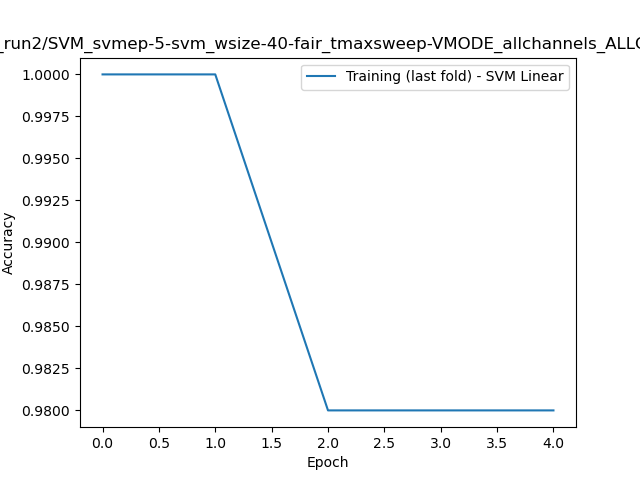 _run2/SVM_svmep-5-svm_wsize-40-fair_tmaxsweep-VMODE_allchannels_ALLC
Training (last fold) - SVM Linear
1.0000
0.9975
0.9950
0.9925
0.9900
0.9875
0.9850
0.9825
0.9800
Accuracy
0.0 0.5 1.0 1.5 2.0 2.5 3.0 3.5 4.0
Epoch